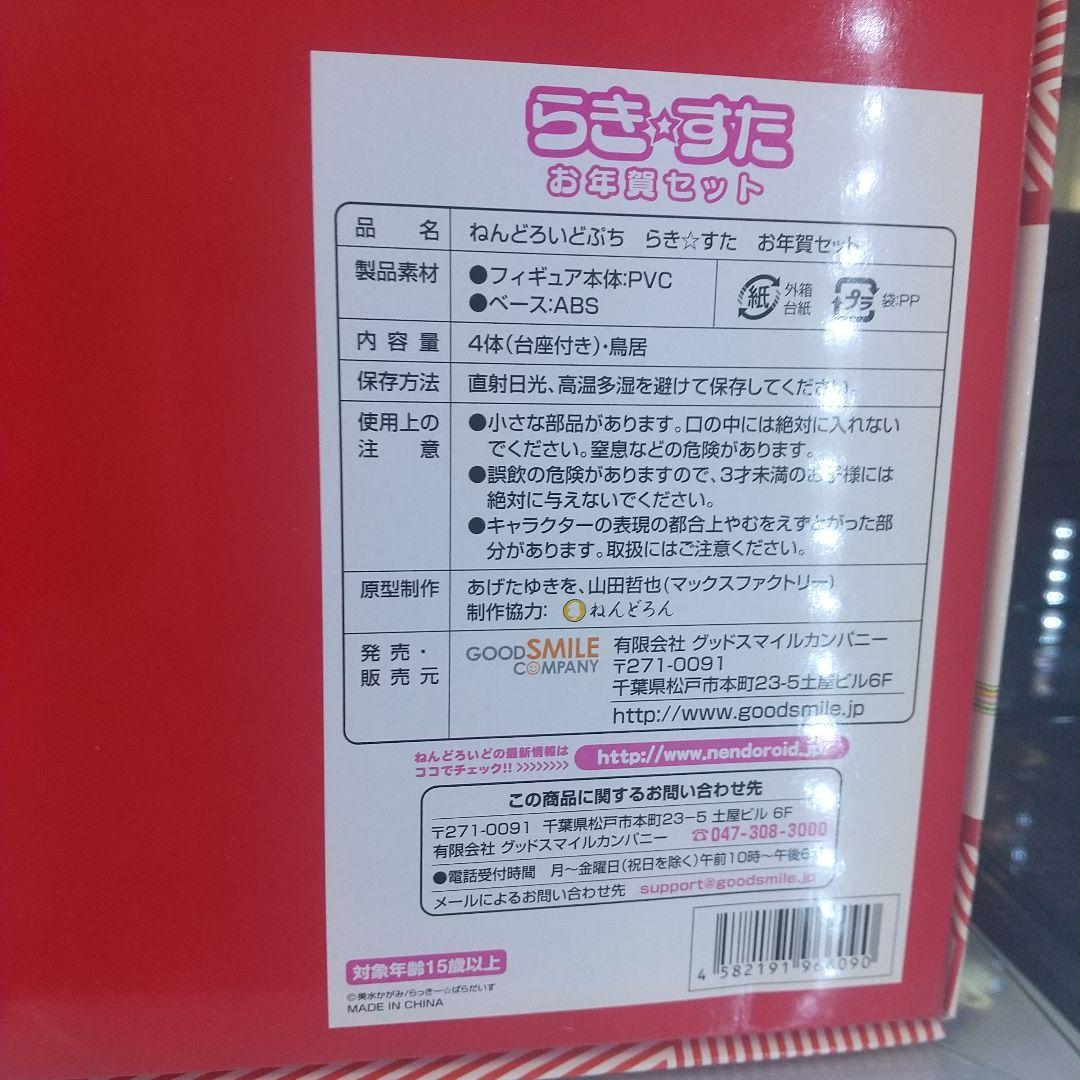 らき☆すた
お年賀セット
品名 ねんどろいどぷち らき☆すた お年賀セット
製品素材 ●フィギュア本体:PVC
●ベース:ABS
紙 外箱
台紙
プラ 袋:PP
内容量 4体(台座付き)・鳥居
保存方法 直射日光、高温多湿を避けて保存してください。
使用上の
注意
●小さな部品があります。口の中には絶対に入れない
でください。窒息などの危険があります。
●誤飲の危険がありますので、3才未満のお子様には
絶対に与えないでください。
●キャラクターの表現の都合上やむをえずとがった部
分があります。取扱にはご注意ください。
原型制作 あげたゆきを、山田哲也(マックスファクトリー)
制作協力: ねんどろん
発売・
販売元
GOOD SMILE
COMPANY
有限会社 グッドスマイルカンパニー
〒271-0091
千葉県松戸市本町23-5土屋ビル6F
http://www.goodsmile.jp
ねんどろいどの最新情報は
ココでチェック!! >>>>>>>>
http://www.nendoroid.jp
この商品に関するお問い合わせ先
〒271-0091 千葉県松戸市本町23-5 土屋ビル 6F
有限会社 グッドスマイルカンパニー ☎047-308-3000
●電話受付時間 月～金曜日(祝日を除く)午前10時～午後6
メールによるお問い合わせ先 support@goodsmile.jp
対象年齢15歳以上
©美水かがみ/らっきー☆ぱらだいす
MADE IN CHINA
4 582191 966090